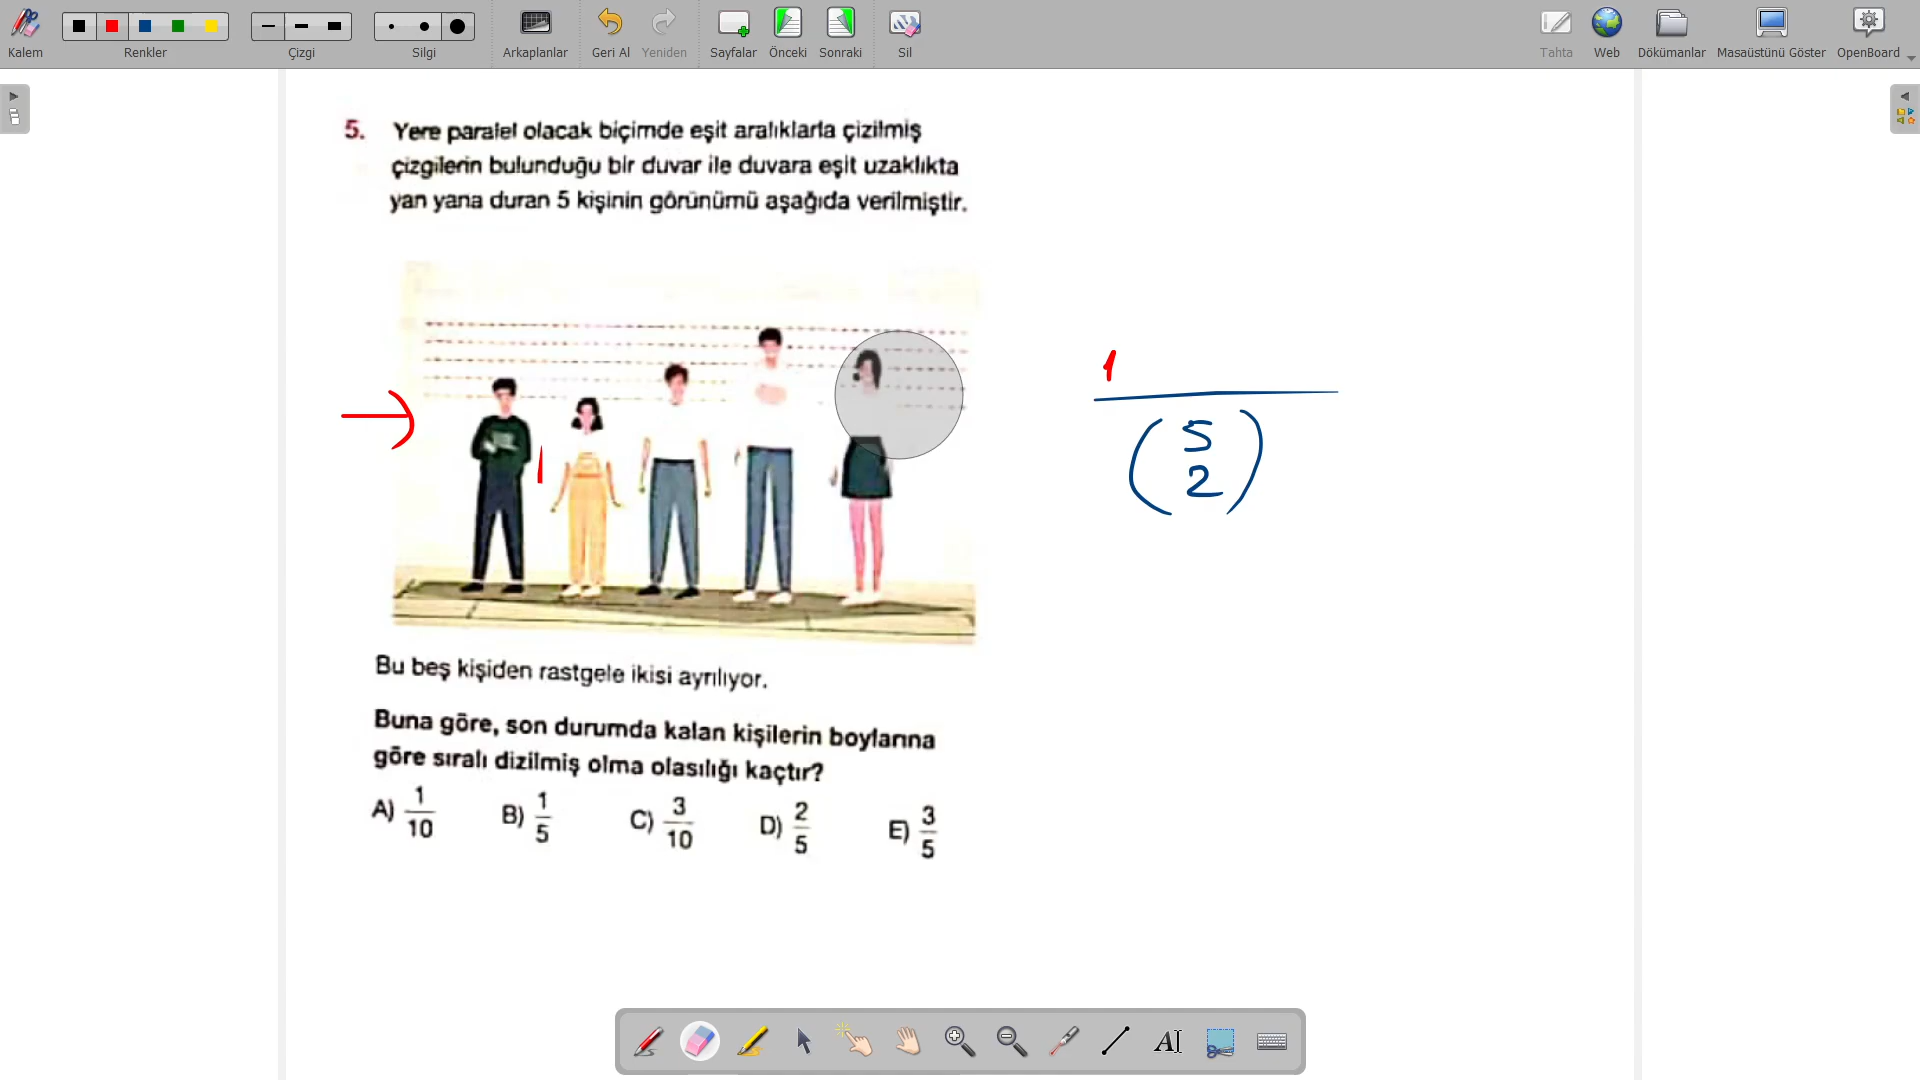 Kalem
Renkler
Çizgi
Silgi
Arkaplanlar
Geri Al
Yeniden
Sayfalar
Önceki
Sonraki
Sil
Tahta
Web
Dökümanlar
Masaüstünü Göster
OpenBoard
5. Yere paralel olacak biçimde eşit aralıklarla çizilmiş
çizgilerin bulunduğu bir duvar ile duvara eşit uzaklıkta
yan yana duran 5 kişinin görünümü aşağıda verilmiştir.
1
( 5
2 )
Bu beş kişiden rastgele ikisi ayrılıyor.
Buna göre, son durumda kalan kişilerin boylarına
göre sıralı dizilmiş olma olasılığı kaçtır?
A) 1/10 B) 1/5 C) 3/10 D) 2/5 E) 3/5